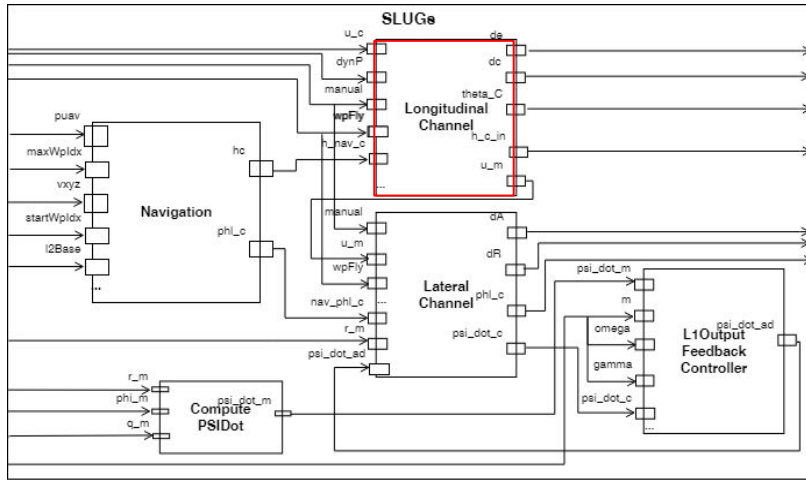 SLUGs
u_c
dynP
manual
wpFly
h_nav_c
...
Longitudinal
Channel
de
dc
theta_C
h_c_in
u_m
puav
maxWpIdx
vxyz
startWpIdx
I2Base
...
Navigation
hc
phI_c
manual
u_m
wpFly
...
nav_phI_c
r_m
psi_dot_ad
Lateral
Channel
dA
dR
phI_c
psi_dot_c
psi_dot_m
m
omega
gamma
psi_dot_c
...
L1Output
Feedback
Controller
psi_dot_ad
r_m
phi_m
q_m
Compute
PSIDot
psi_dot_m